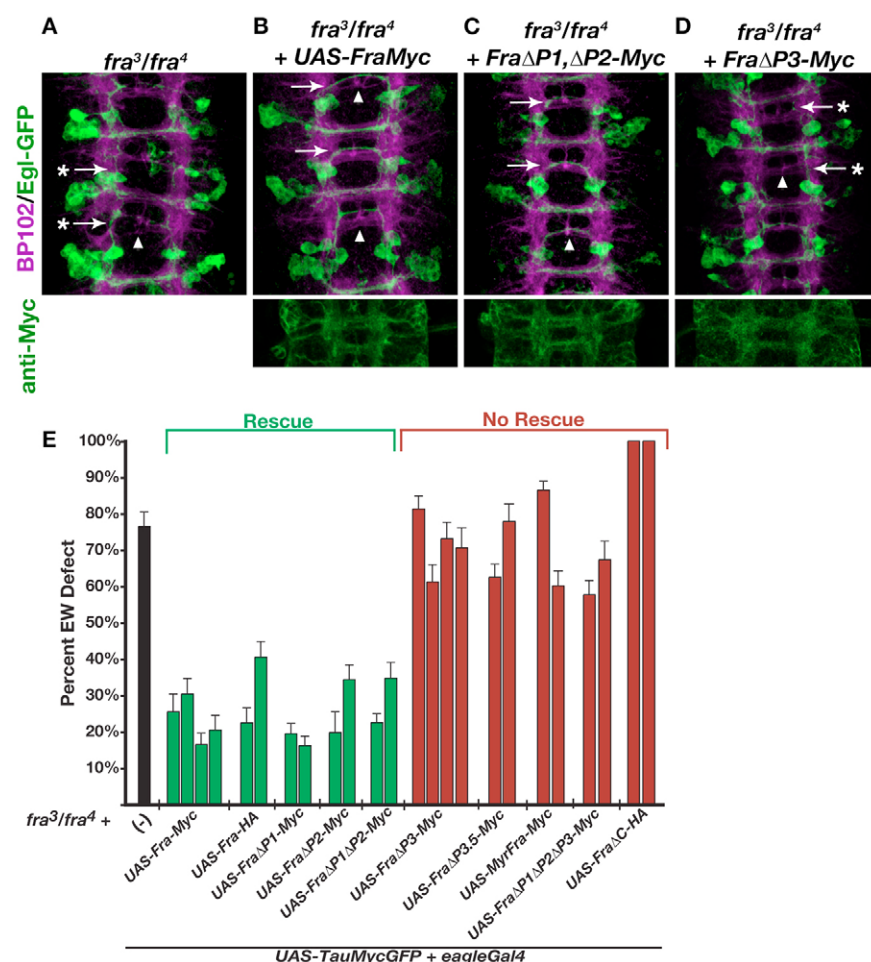 A
fra3/fra4
B
fra3/fra4
+ UAS-FraMyc
C
fra3/fra4
+ FraΔP1,ΔP2-Myc
D
fra3/fra4
+ FraΔP3-Myc
BP102/Egl-GFP
*
*
*
*
anti-Myc
E
Rescue
No Rescue
Percent EW Defect
100%
90%
80%
70%
60%
50%
40%
30%
20%
10%
fra3/fra4 +
(-)
UAS-Fra-Myc
UAS-Fra-HA
UAS-FraΔP1-Myc
UAS-FraΔP2-Myc
UAS-FraΔP1ΔP2-Myc
UAS-FraΔP3-Myc
UAS-FraΔP3.5-Myc
UAS-MyrFra-Myc
UAS-FraΔP1ΔP2ΔP3-Myc
UAS-FraΔC-HA
UAS-TauMycGFP + eagleGal4